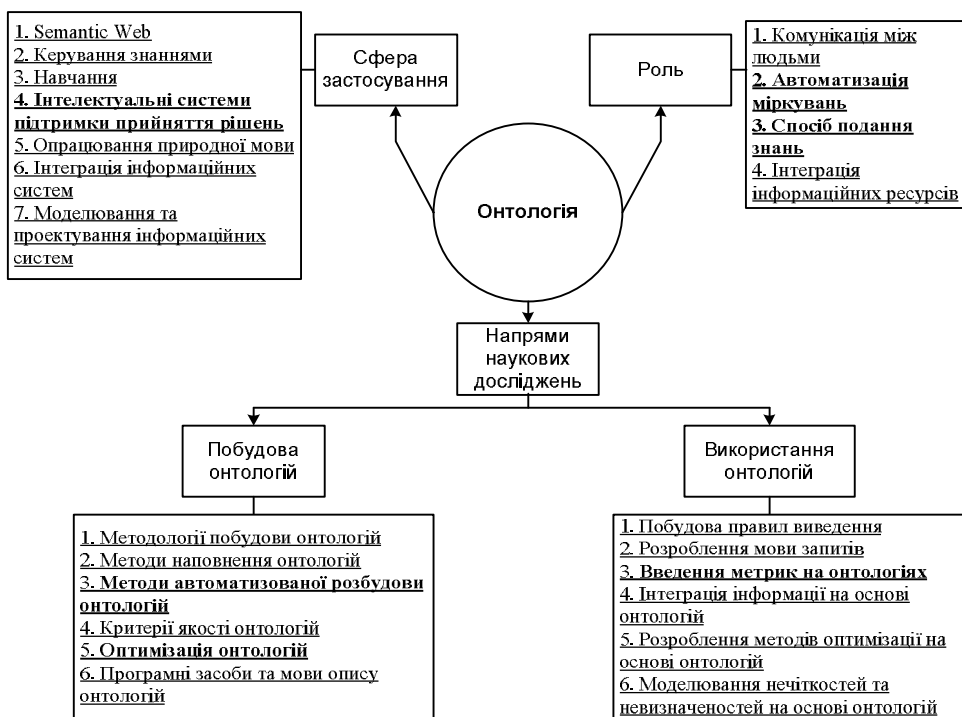 1. Semantic Web
2. Керування знаннями
3. Навчання
4. Інтелектуальні системи
підтримки прийняття рішень
5. Опрацювання природної мови
6. Інтеграція інформаційних
систем
7. Моделювання та
проектування інформаційних
систем
Сфера
застосування
Роль
1. Комунікація між
людьми
2. Автоматизація
міркувань
3. Спосіб подання
знань
4. Інтеграція
інформаційних ресурсів
Онтологія
Напрями
наукових
досліджень
Побудова
онтологій
1. Методології побудови онтологій
2. Методи наповнення онтологій
3. Методи автоматизованої розбудови
онтологій
4. Критерії якості онтологій
5. Оптимізація онтологій
6. Програмні засоби та мови опису
онтологій
Використання
онтологій
1. Побудова правил виведення
2. Розроблення мови запитів
3. Введення метрик на онтологіях
4. Інтеграція інформації на основі
онтологій
5. Розроблення методів оптимізації на
основі онтологій
6. Моделювання нечіткостей та
невизначеностей на основі онтологій